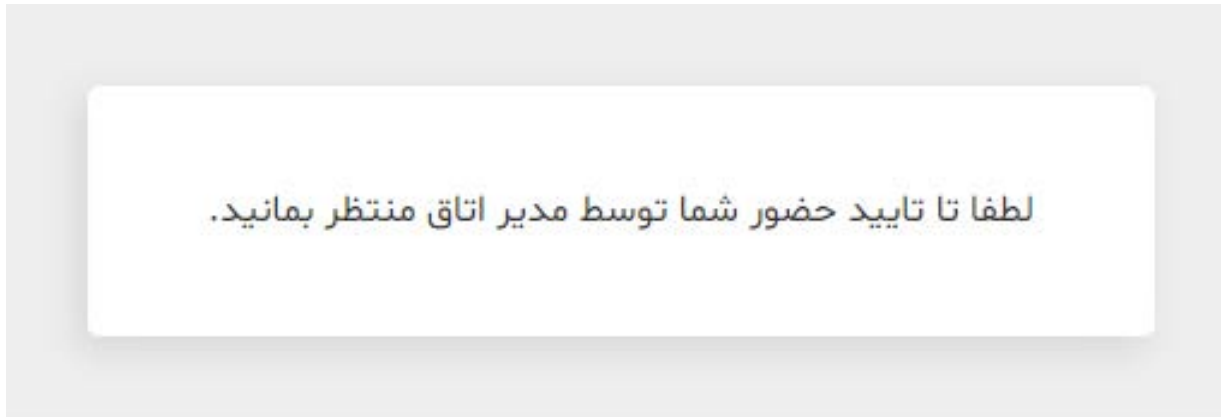 لطفا تا تایید حضور شما توسط مدیر اتاق منتظر بمانید.